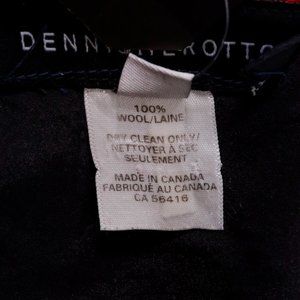 100%
WOOL/LAINE
DRY CLEAN ONLY/
NETTOYER À SEC
SEULEMENT
MADE IN CANADA
FABRIQUÉ AU CANADA
CA 56416